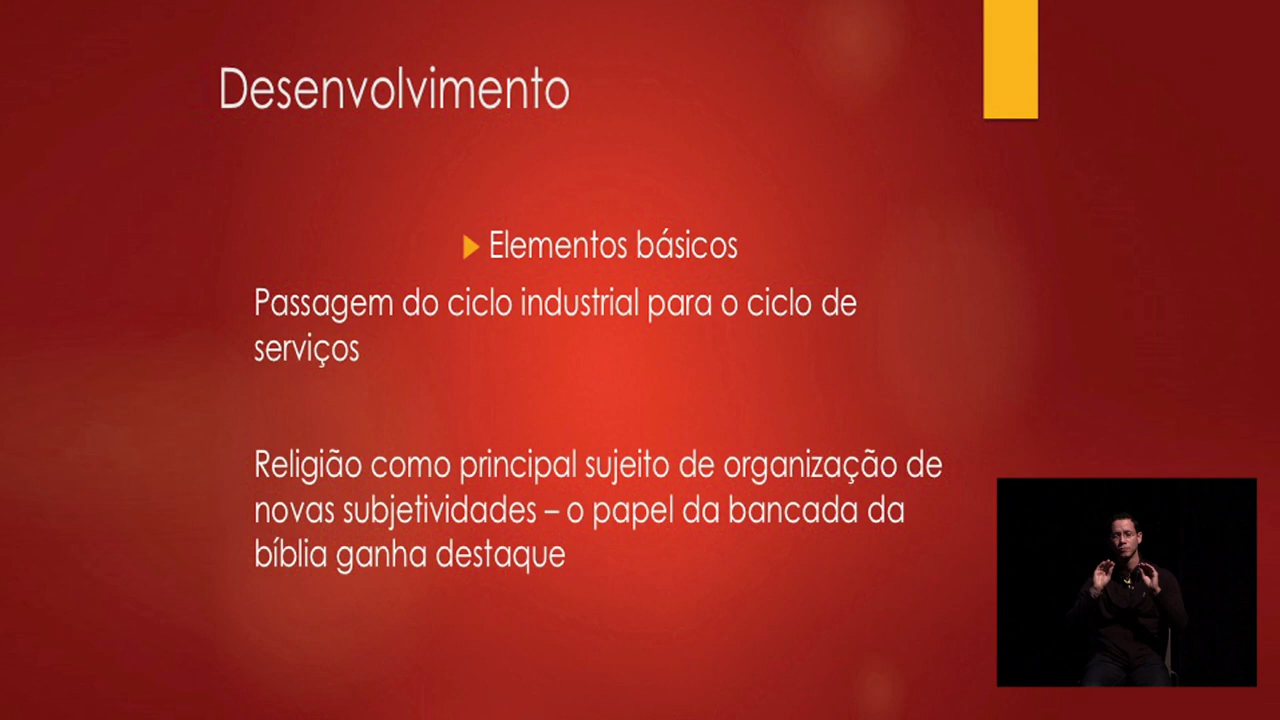 Desenvolvimento
Elementos básicos
Passagem do ciclo industrial para o ciclo de
serviços
Religião como principal sujeito de organização de
novas subjetividades – o papel da bancada da
bíblia ganha destaque